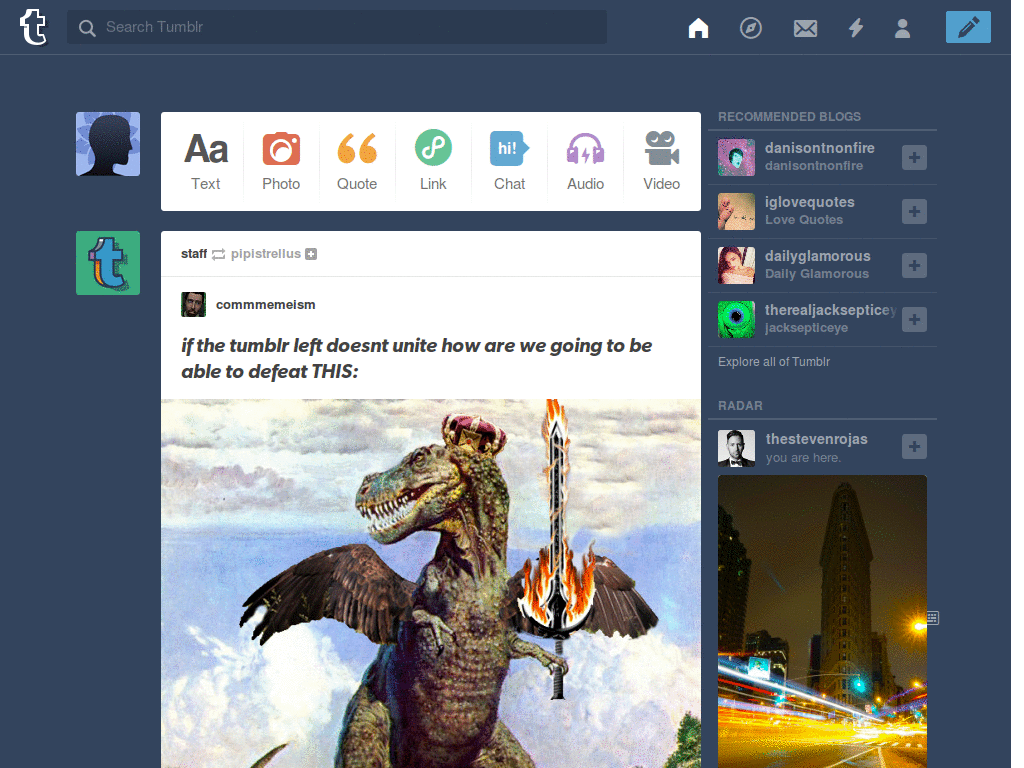 Search Tumblr
Aa
hi!
Text
Photo
Quote
Link
Chat
Audio
Video
staff pipistrellus
commmemeism
if the tumblr left doesnt unite how are we going to be
able to defeat THIS:
RECOMMENDED BLOGS
danisontnonfire
danisontnonfire
iglovequotes
Love Quotes
dailyglamorous
Daily Glamorous
therealjacksepticey
jacksepticeye
Explore all of Tumblr
RADAR
thestevenrojas
you are here.